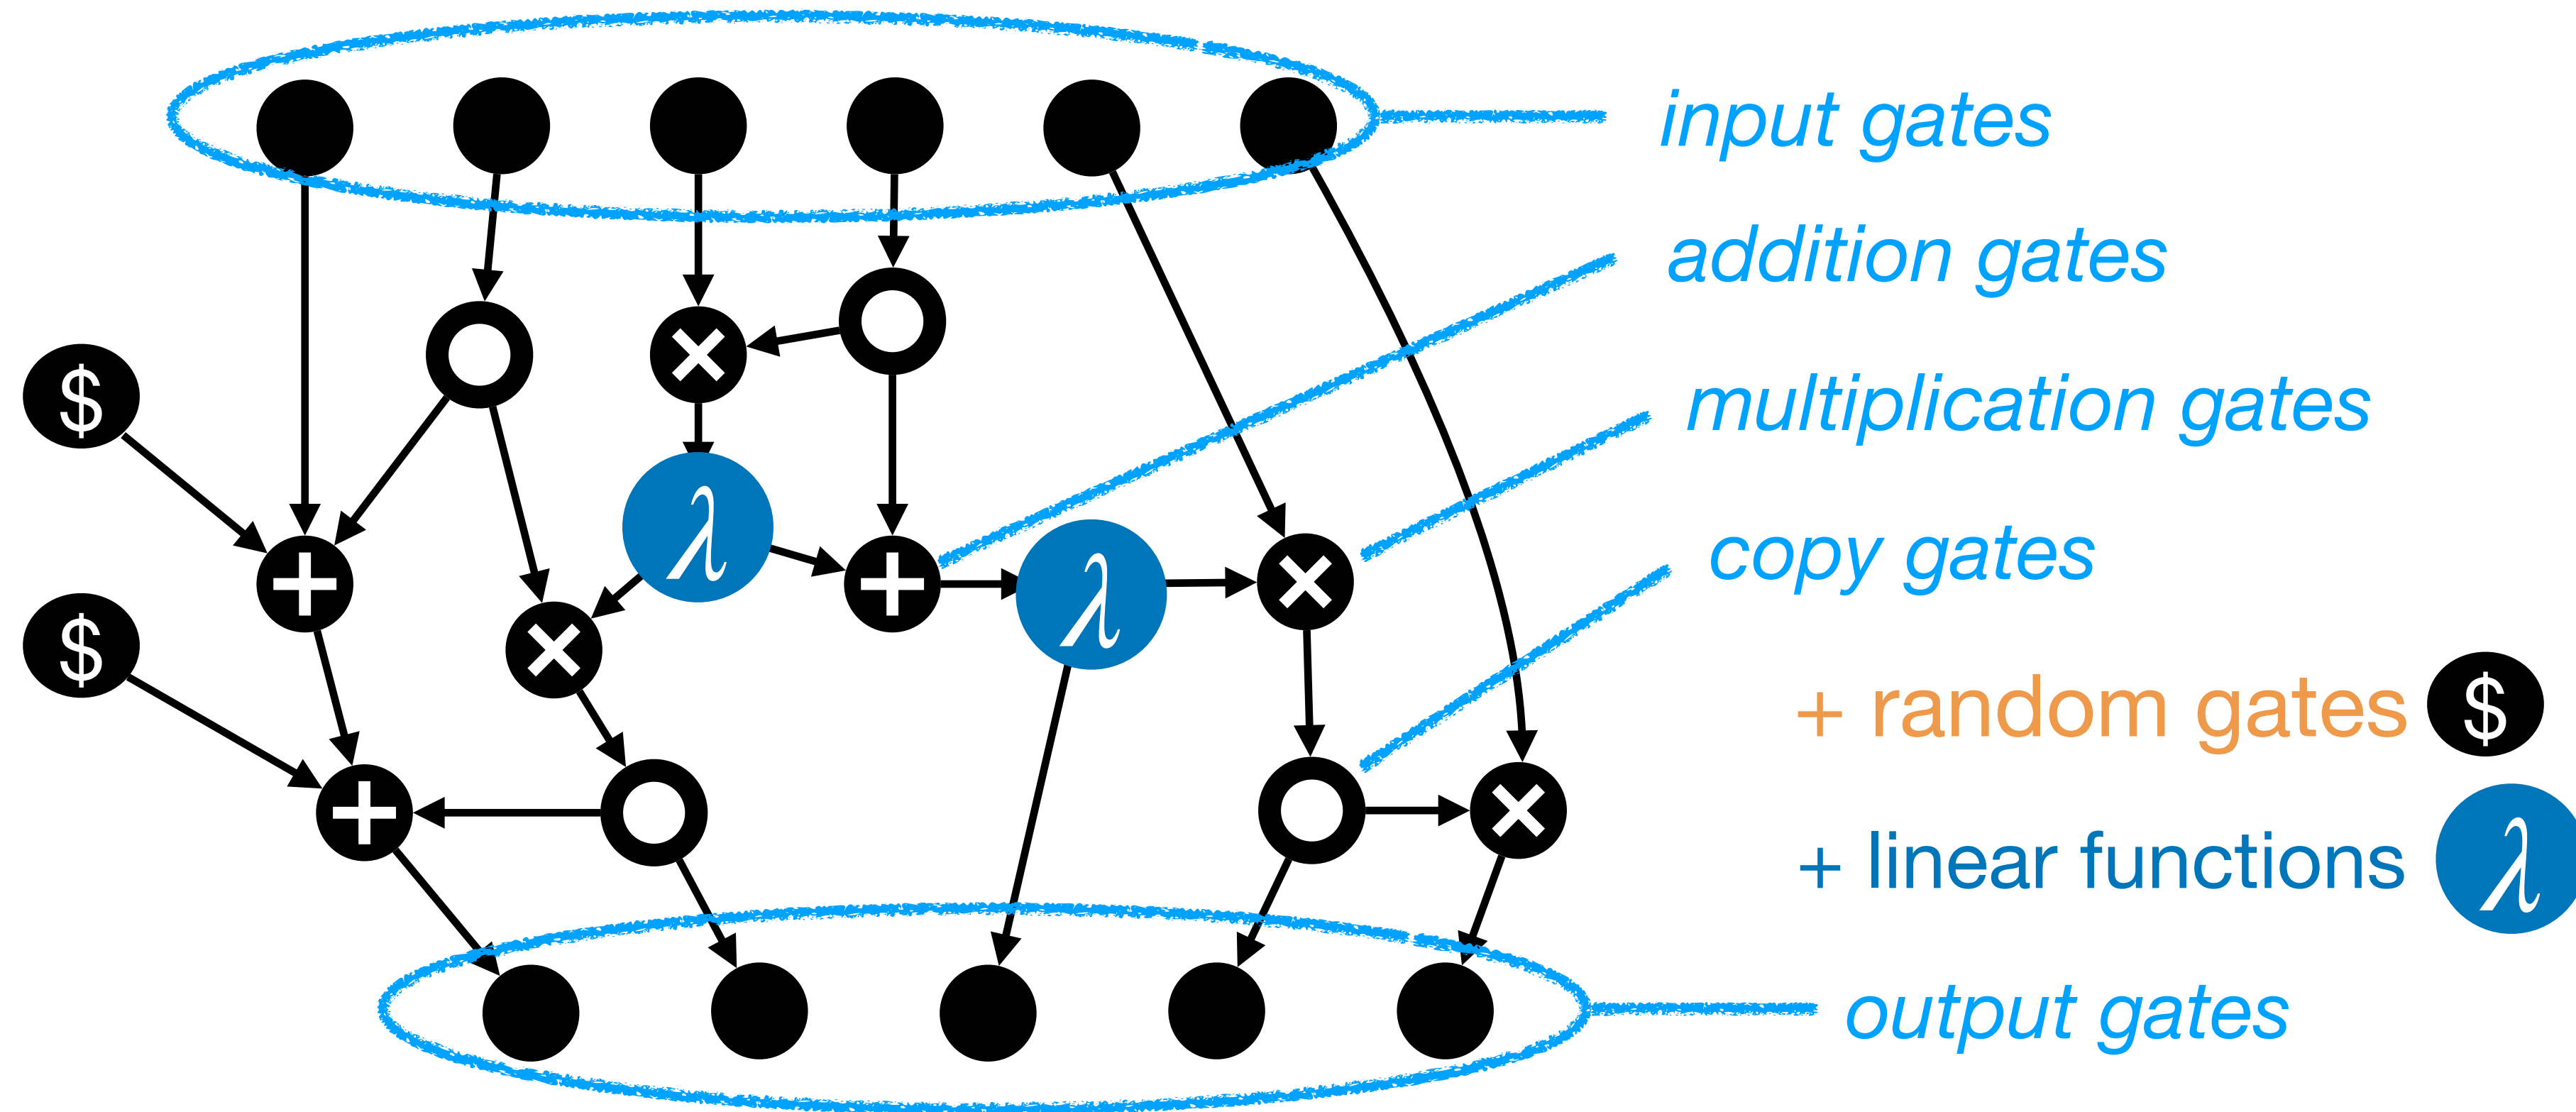 input gates
addition gates
multiplication gates
copy gates
+ random gates $
+ linear functions λ
output gates
×
$
λ
+
+
λ
×
$
×
+
×